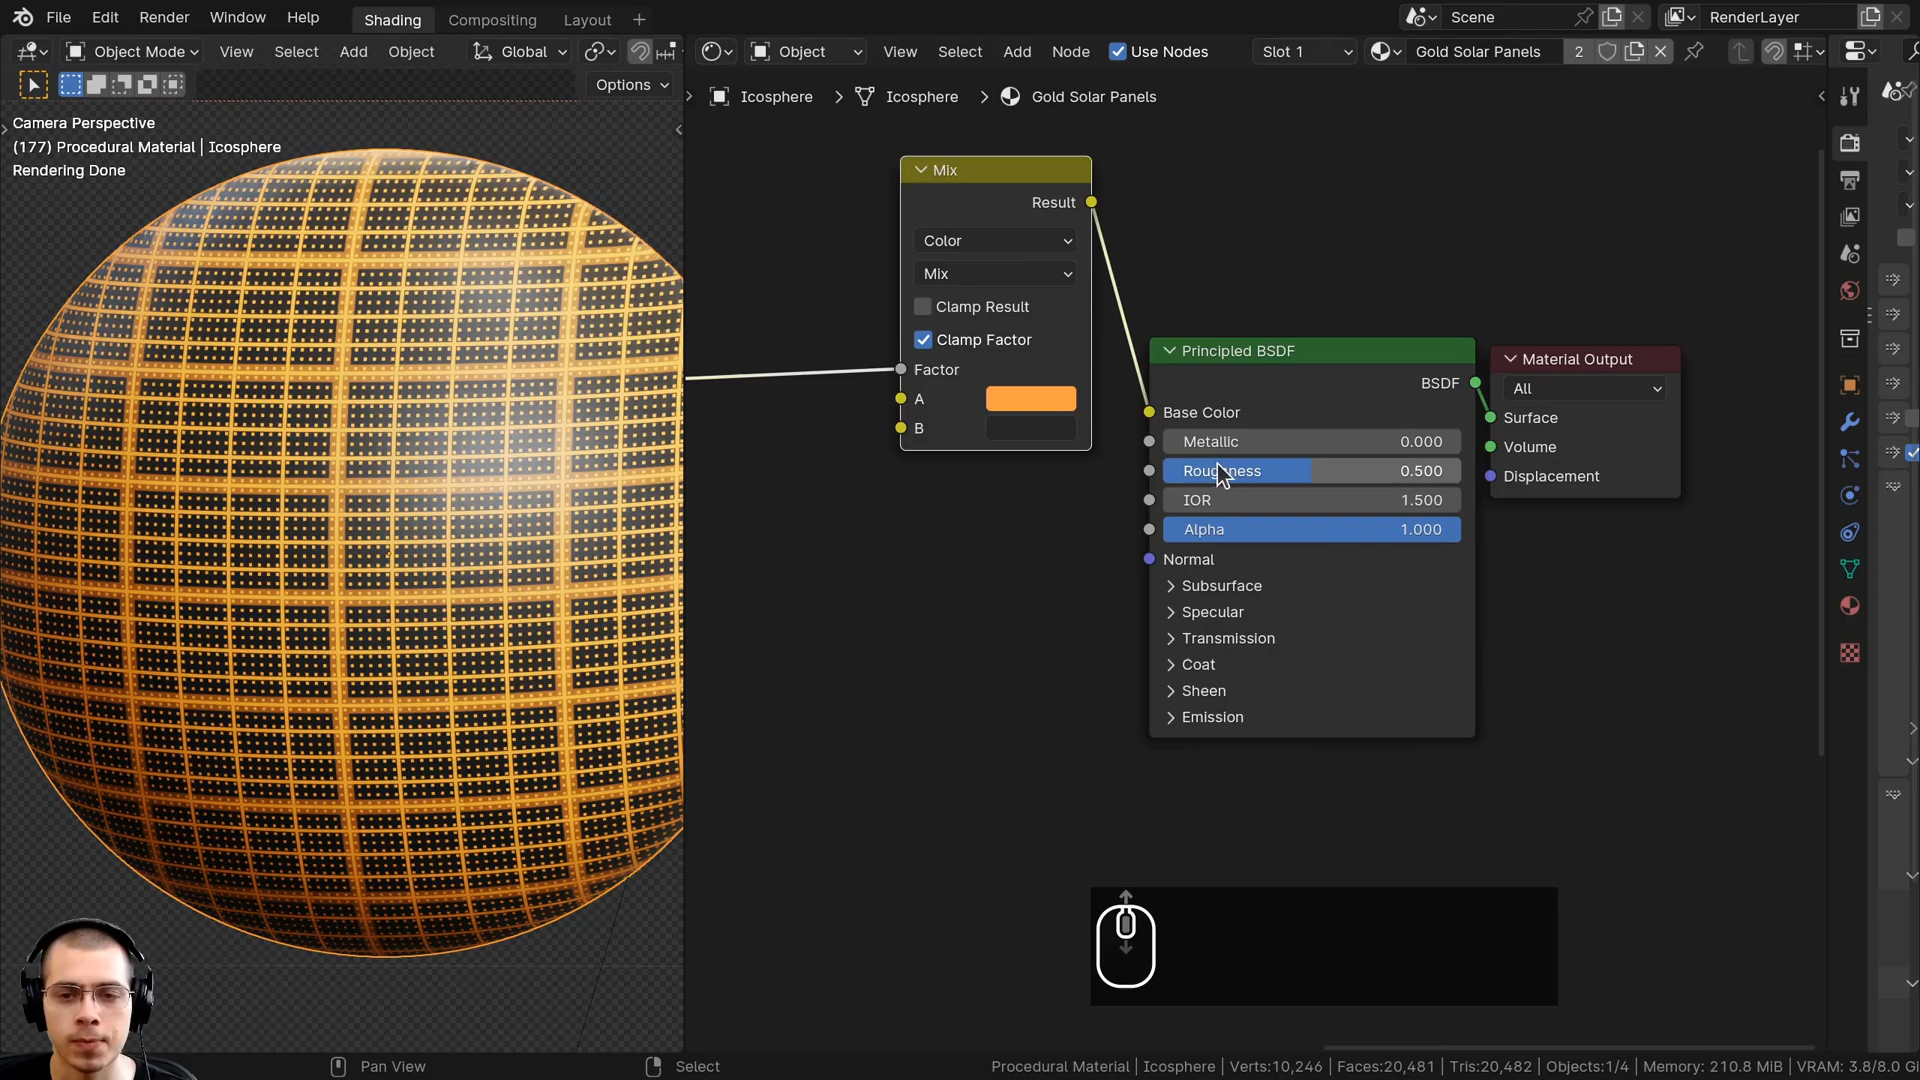 File Edit Render Window Help Shading Compositing Layout + Scene RenderLayer
Object Mode View Select Add Object Global Object View Select Add Node Use Nodes Slot 1 Gold Solar Panels 2
Options
Icosphere > Icosphere > Gold Solar Panels
Camera Perspective
(177) Procedural Material | Icosphere
Rendering Done
Mix
Result
Color
Mix
Clamp Result
Clamp Factor
Factor
A
B
Principled BSDF
BSDF
Base Color
Metallic 0.000
Roughness 0.500
IOR 1.500
Alpha 1.000
Normal
Subsurface
Specular
Transmission
Coat
Sheen
Emission
Material Output
All
Surface
Volume
Displacement
Pan View Select Procedural Material | Icosphere | Verts:10,246 | Faces:20,481 | Tris:20,482 | Objects:1/4 | Memory: 210.8 MiB | VRAM: 3.8/8.0